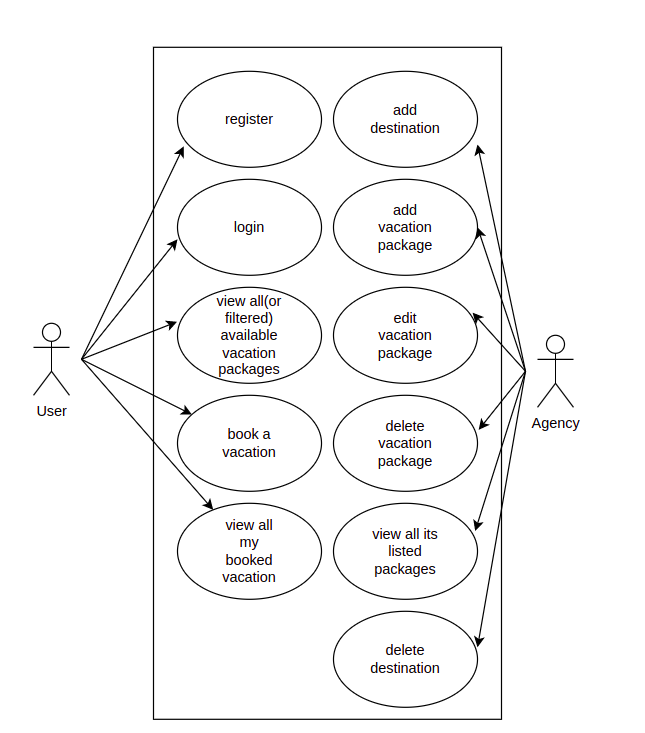 register
add
destination
login
add
vacation
package
view all(or
filtered)
available
vacation
packages
edit
vacation
package
User
Agency
book a
vacation
delete
vacation
package
view all
my
booked
vacation
view all its
listed
packages
delete
destination